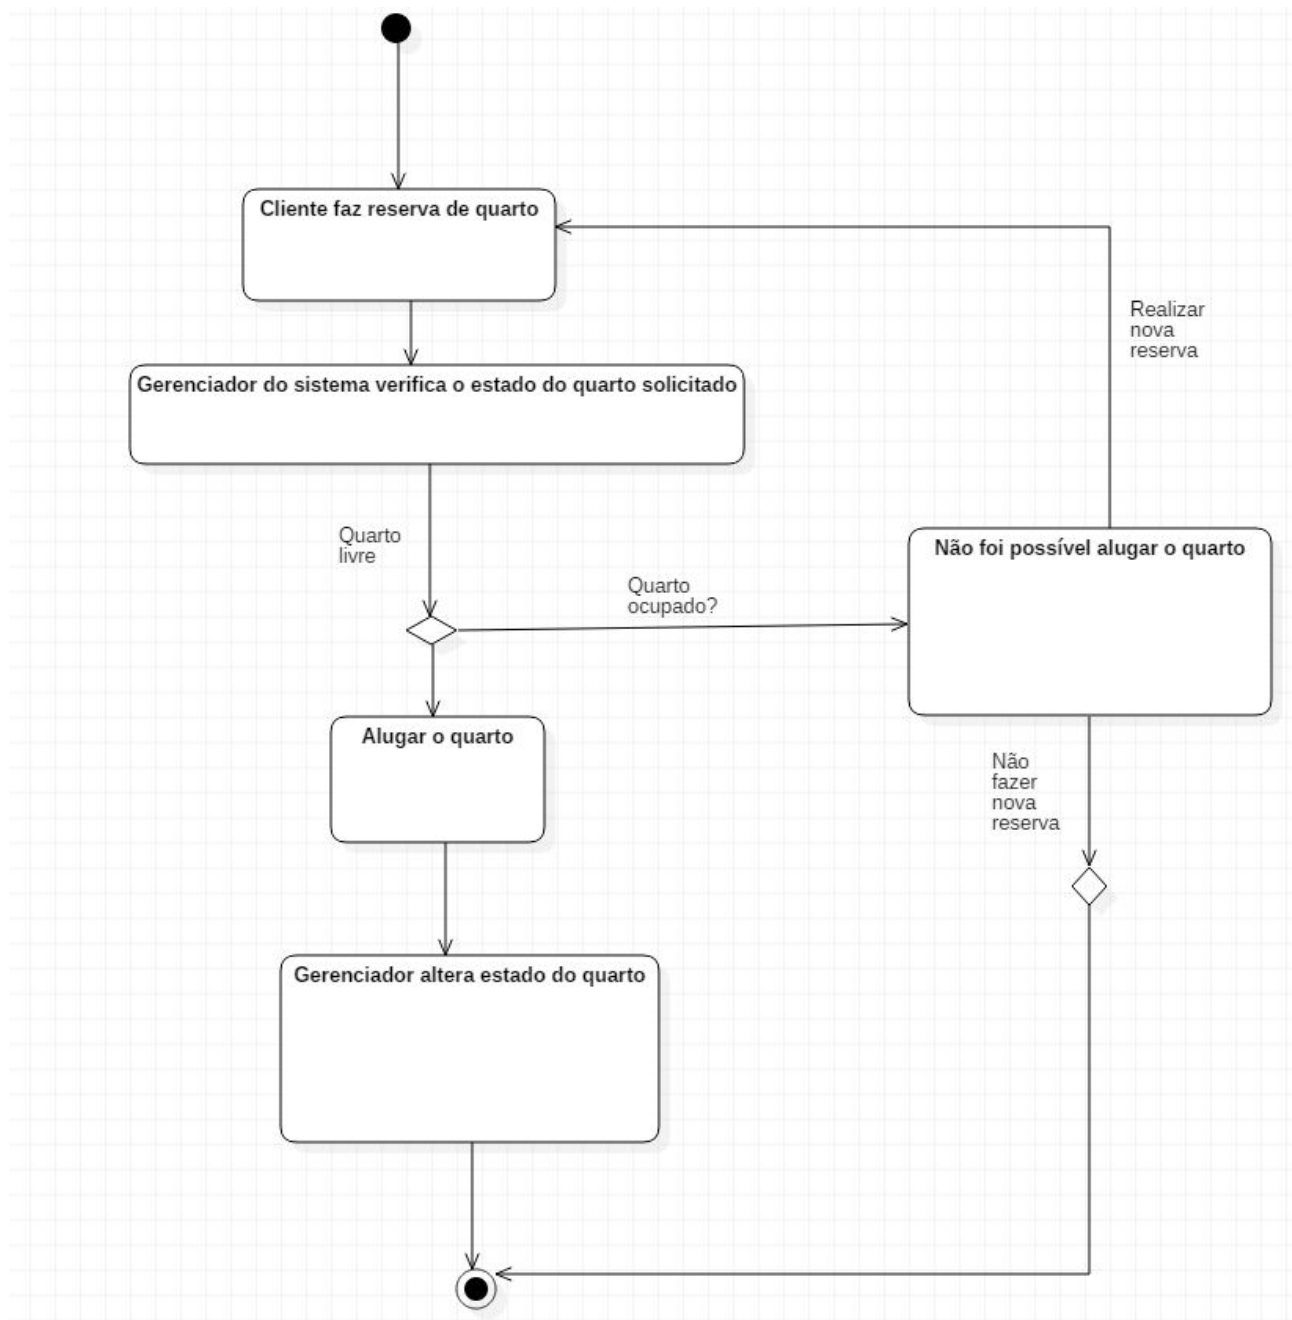 Cliente faz reserva de quarto
Realizar
nova
reserva
Gerenciador do sistema verifica o estado do quarto solicitado
Quarto
livre
Quarto
ocupado?
Não foi possível alugar o quarto
Alugar o quarto
Não
fazer
nova
reserva
Gerenciador altera estado do quarto